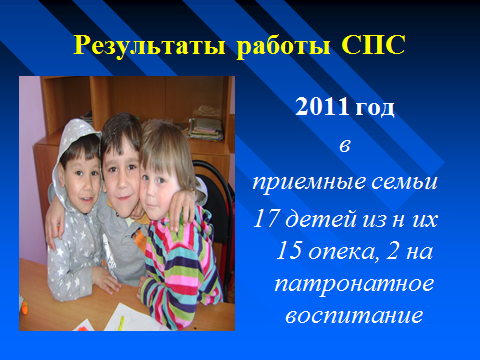 Результаты работы СПС
2011 год
в
приемные семьи
17 детей из н их
15 опека, 2 на
патронатное
воспитание